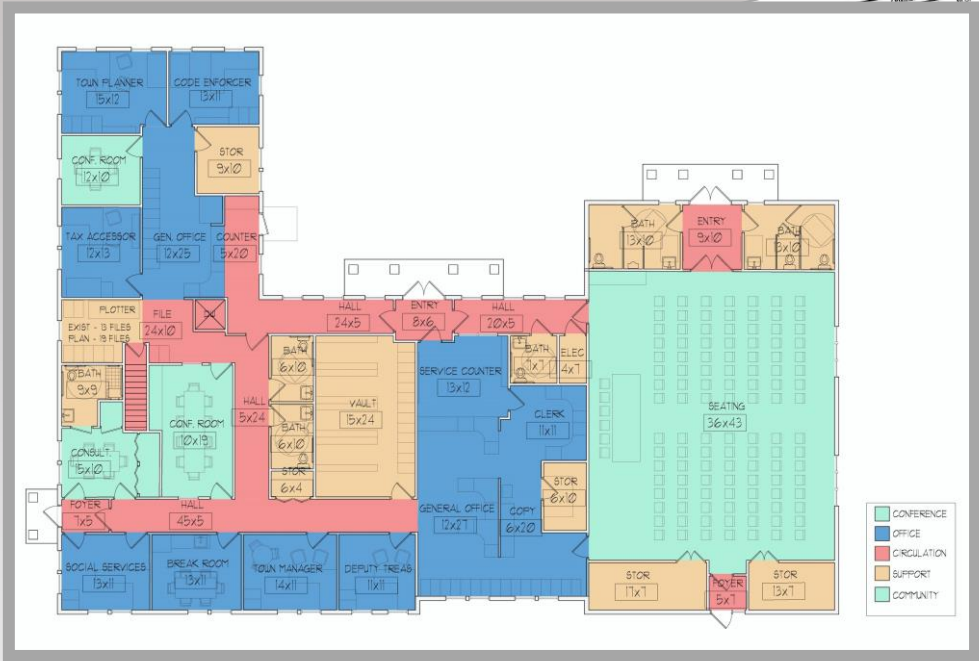 TOWN PLANNER
15x12
CODE ENFORCER
13x11
CONF. ROOM
12x10
STOR
9x10
TAX ACCESSOR
12x13
GEN. OFFICE
12x25
COUNTER
5x20
BATH
13x10
ENTRY
9x10
BATH
13x10
PLOTTER
EXIST - 13 FILES
PLAN - 19 FILES
FILE
24x10
HALL
24x5
ENTRY
8x6
HALL
20x5
BATH
9x9
BATH
6x10
BATH
7x7
ELEC
4x7
SERVICE COUNTER
13x12
HALL
5x24
VAULT
15x24
CONF. ROOM
10x19
CLERK
11x11
SEATING
36x43
BATH
6x10
CONSULT.
15x10
STOR
6x4
STOR
6x10
FOYER
7x5
HALL
45x5
GENERAL OFFICE
12x27
COPY
6x20
SOCIAL SERVICES
13x11
BREAK ROOM
13x11
TOWN MANAGER
14x11
DEPUTY TREAS
11x11
STOR
17x7
FOYER
5x7
STOR
13x7
CONFERENCE
OFFICE
CIRCULATION
SUPPORT
COMMUNITY